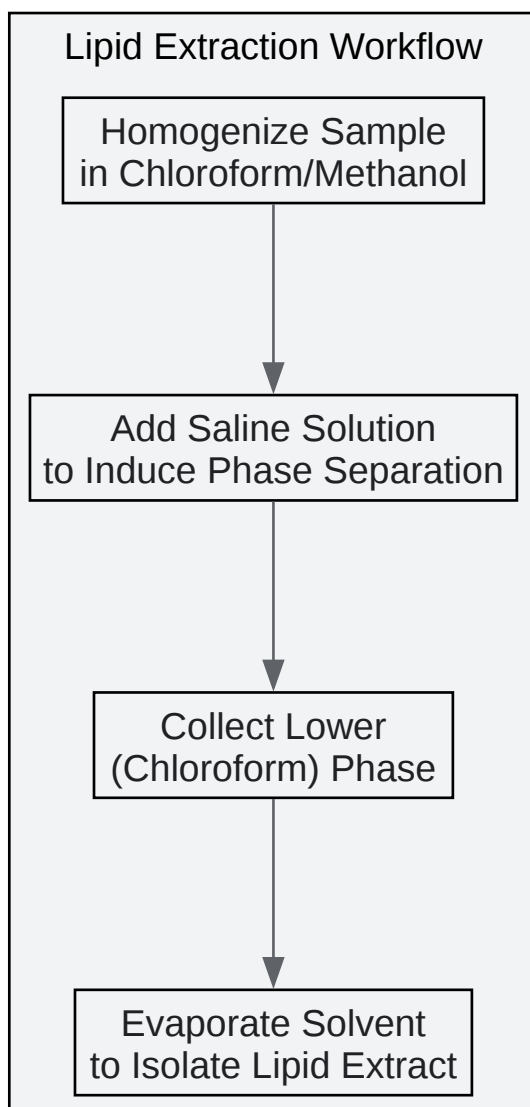 Lipid Extraction Workflow
Homogenize Sample
in Chloroform/Methanol
Add Saline Solution
to Induce Phase Separation
Collect Lower
(Chloroform) Phase
Evaporate Solvent
to Isolate Lipid Extract